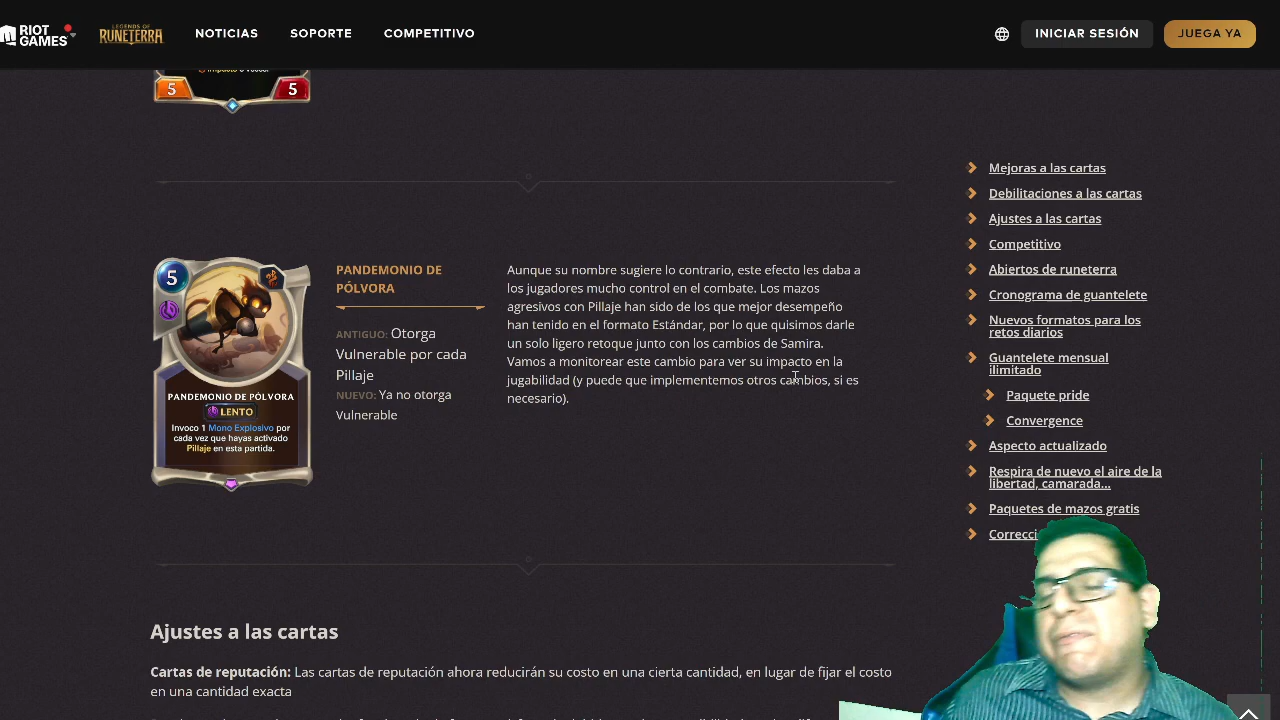 RIOT
GAMES
LEGENDS OF
RUNETERRA
NOTICIAS
SOPORTE
COMPETITIVO
INICIAR SESIÓN
JUEGA YA
5
5
Mejoras a las cartas
Debilitaciones a las cartas
Ajustes a las cartas
Competitivo
Abiertos de runeterra
Cronograma de guantelete
Nuevos formatos para los
retos diarios
Guantelete mensual
ilimitado
Paquete pride
Convergence
Aspecto actualizado
Respira de nuevo el aire de la
libertad, camarada...
Paquetes de mazos gratis
5
PANDEMONIO DE PÓLVORA
LENTO
Invoco 1 Mono Explosivo por
cada vez que hayas activado
Pillaje en esta partida.
PANDEMONIO DE
PÓLVORA
ANTIGUO: Otorga
Vulnerable por cada
Pillaje
NUEVO: Ya no otorga
Vulnerable
Aunque su nombre sugiere lo contrario, este efecto les daba a
los jugadores mucho control en el combate. Los mazos
agresivos con Pillaje han sido de los que mejor desempeño
han tenido en el formato Estándar, por lo que quisimos darle
un solo ligero retoque junto con los cambios de Samira.
Vamos a monitorear este cambio para ver su impacto en la
jugabilidad (y puede que implementemos otros cambios, si es
necesario).
Ajustes a las cartas
Cartas de reputación: Las cartas de reputación ahora reducirán su costo en una cierta cantidad, en lugar de fijar el costo
en una cantidad exacta